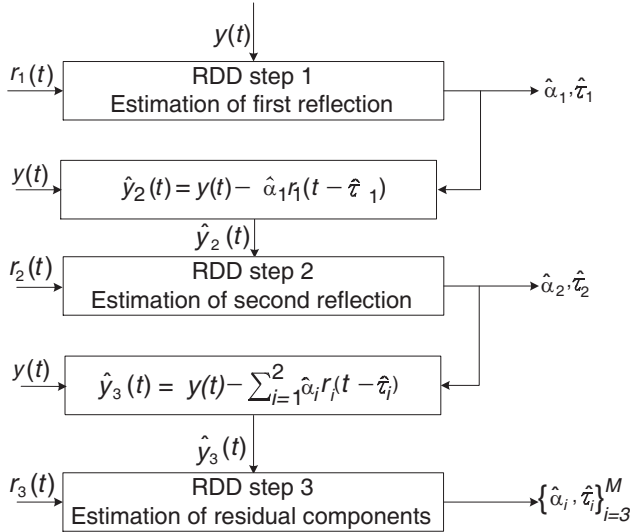 y(t)
r₁(t)
RDD step 1
Estimation of first reflection
α̂₁,τ̂₁
y(t)
ŷ₂(t) = y(t) − α̂₁r₁(t − τ̂₁)
ŷ₂(t)
r₂(t)
RDD step 2
Estimation of second reflection
α̂₂,τ̂₂
y(t)
ŷ₃(t) = y(t) − ∑²ᵢ₌₁ α̂ᵢrᵢ(t − τ̂ᵢ)
ŷ₃(t)
r₃(t)
RDD step 3
Estimation of residual components
{α̂ᵢ, τ̂ᵢ}ᴹᵢ₌₃